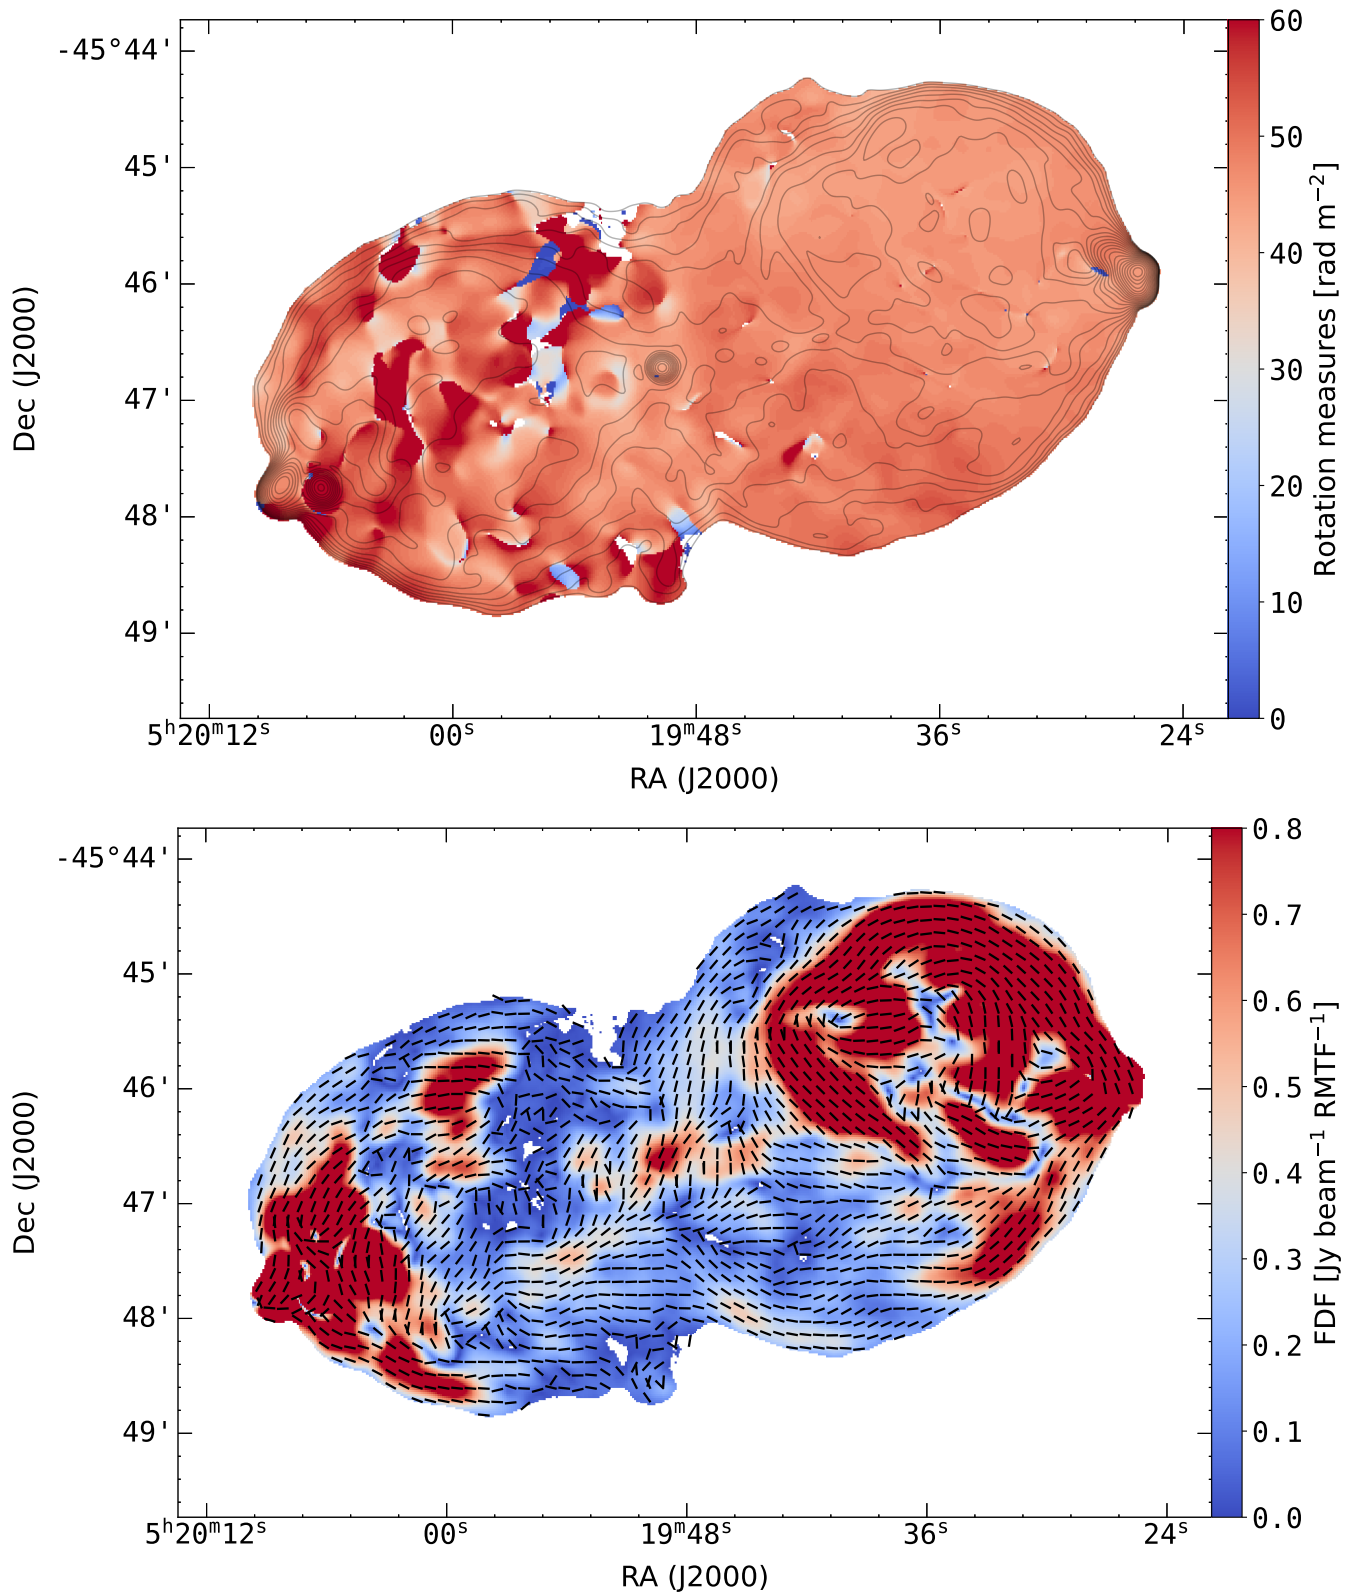 -45°44'
45'
46'
47'
48'
49'
Dec (J2000)
5ʰ20ᵐ12ˢ
00ˢ
19ᵐ48ˢ
36ˢ
24ˢ
RA (J2000)
60
50
40
30
20
10
0
Rotation measures [rad m⁻²]
-45°44'
45'
46'
47'
48'
49'
Dec (J2000)
5ʰ20ᵐ12ˢ
00ˢ
19ᵐ48ˢ
36ˢ
24ˢ
RA (J2000)
0.8
0.7
0.6
0.5
0.4
0.3
0.2
0.1
0.0
FDF [Jy beam⁻¹ RMTF⁻¹]